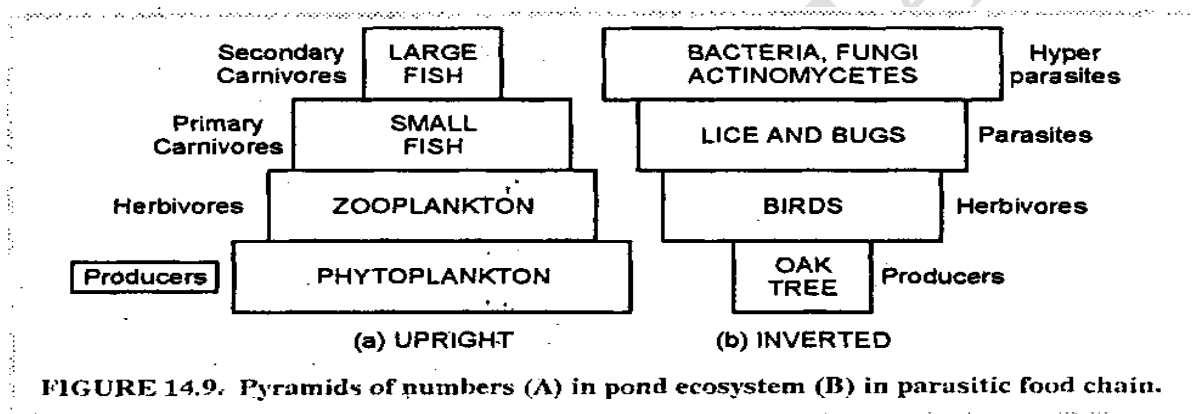 Secondary
Carnivores
LARGE
FISH
Primary
Carnivores
SMALL
FISH
Herbivores
ZOOPLANKTON
Producers
PHYTOPLANKTON
(a) UPRIGHT
BACTERIA, FUNGI
ACTINOMYCETES
Hyper
parasites
LICE AND BUGS
Parasites
BIRDS
Herbivores
OAK
TREE
Producers
(b) INVERTED
FIGURE 14.9. Pyramids of numbers (A) in pond ecosystem (B) in parasitic food chain.